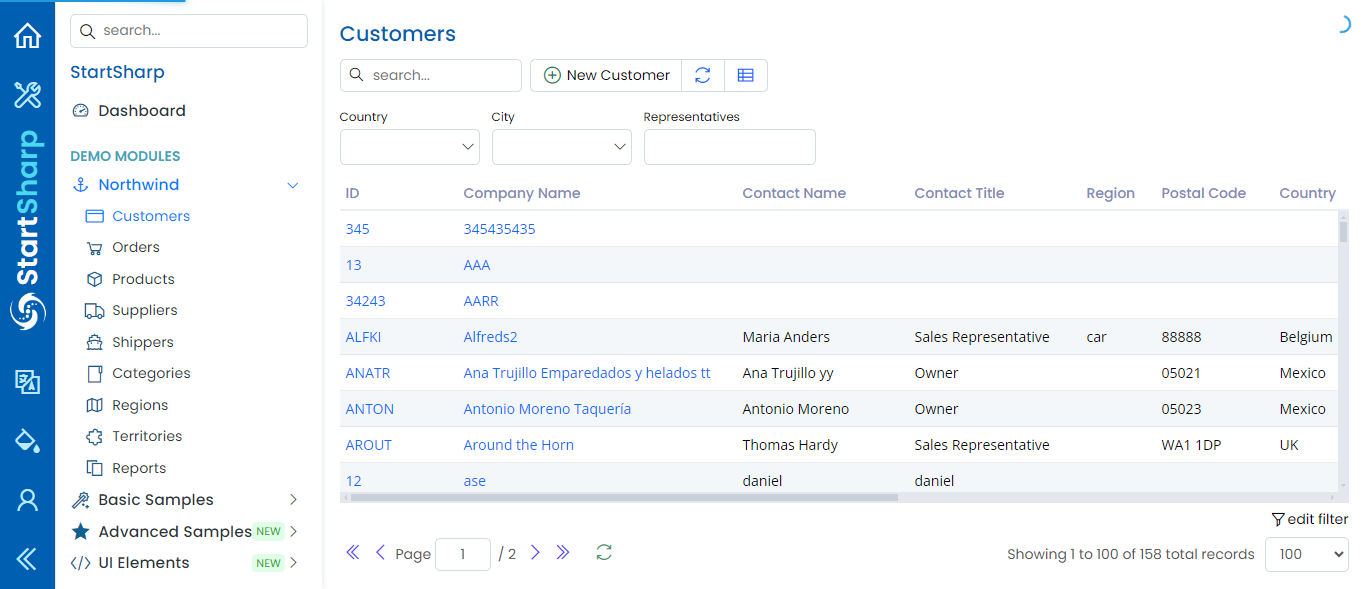 StartSharp
search...
StartSharp
Dashboard
DEMO MODULES
Northwind
Customers
Orders
Products
Suppliers
Shippers
Categories
Regions
Territories
Reports
Basic Samples
Advanced Samples NEW
UI Elements NEW
Customers
search... New Customer
Country City Representatives
ID Company Name Contact Name Contact Title Region Postal Code Country
345 345435435
13 AAA
34243 AARR
ALFKI Alfreds2 Maria Anders Sales Representative car 88888 Belgium
ANATR Ana Trujillo Emparedados y helados tt Ana Trujillo yy Owner 05021 Mexico
ANTON Antonio Moreno Taquería Antonio Moreno Owner 05023 Mexico
AROUT Around the Horn Thomas Hardy Sales Representative WA1 1DP UK
12 ase daniel daniel
edit filter
Page 1 / 2 Showing 1 to 100 of 158 total records 100